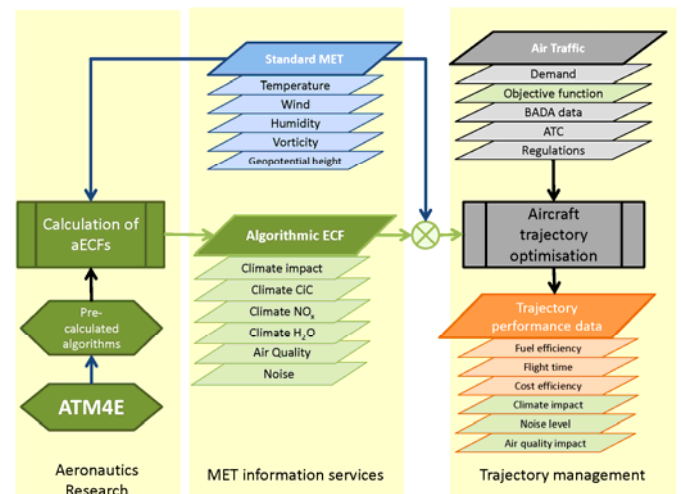 Standard MET
Temperature
Wind
Humidity
Vorticity
Geopotential height
Air Traffic
Demand
Objective function
BADA data
ATC
Regulations
Calculation of
aECFs
Algorithmic ECF
Climate impact
Climate CiC
Climate NOx
Climate H2O
Air Quality
Noise
Aircraft
trajectory
optimisation
Pre-
calculated
algorithms
ATM4E
Trajectory
performance data
Fuel efficiency
Flight time
Cost efficiency
Climate impact
Noise level
Air quality impact
Aeronautics
Research
MET information services
Trajectory management